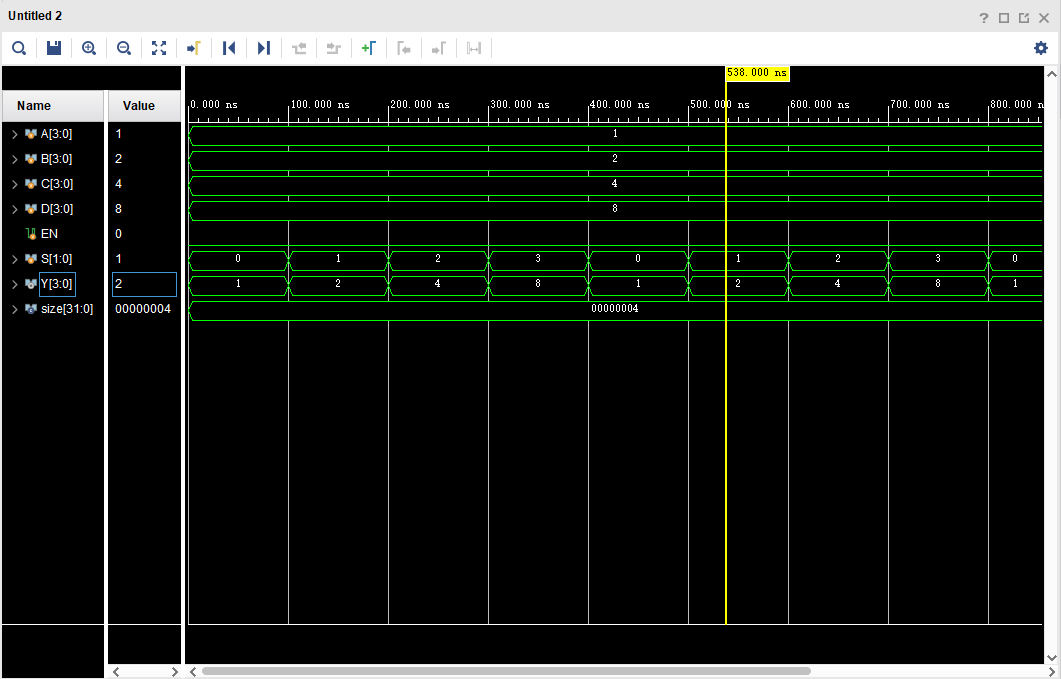 Untitled 2
?
538.000 ns
Name Value
0.000 ns 100.000 ns 200.000 ns 300.000 ns 400.000 ns 500.000 ns 600.000 ns 700.000 ns 800.000 n
A[3:0] 1 1
B[3:0] 2 2
C[3:0] 4 4
D[3:0] 8 8
EN 0
S[1:0] 1 0 1 2 3 0 1 2 3 0
Y[3:0] 2 1 2 4 8 1 2 4 8 1
size[31:0] 00000004 00000004